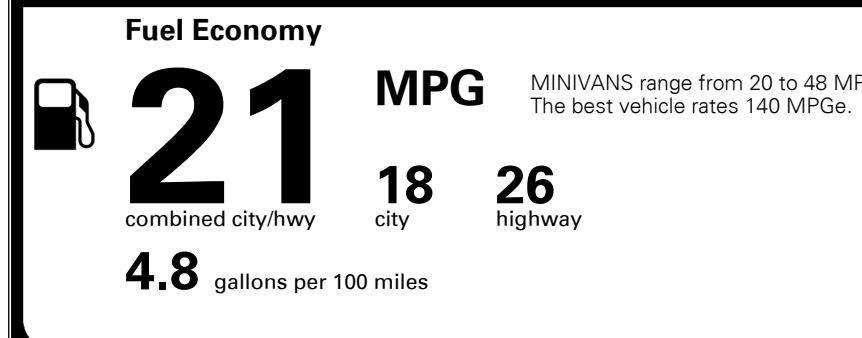 Fuel Economy
21 MPG
MINIVANS range from 20 to 48 MP
The best vehicle rates 140 MPGe.
18 26
combined city/hwy city highway
4.8 gallons per 100 miles